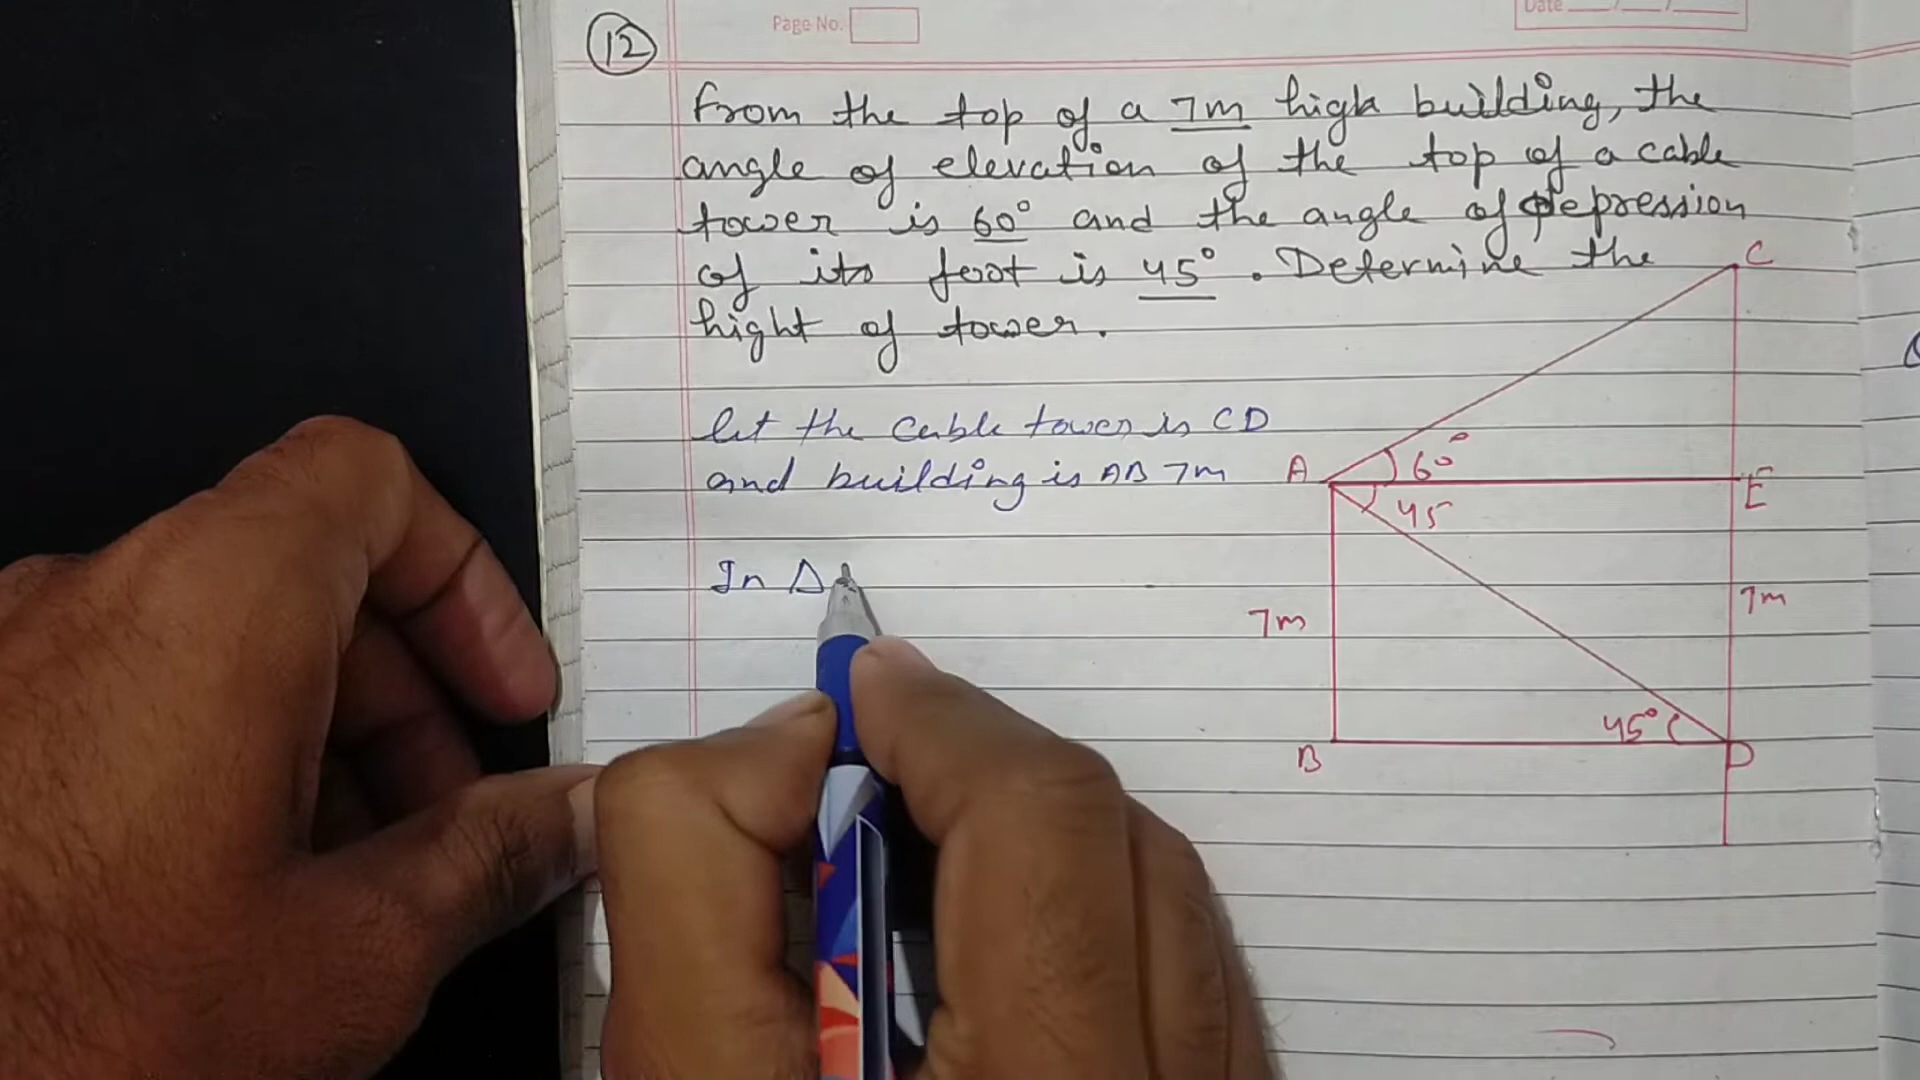 12
Page No.
Date
From the top of a 7m high building, the
angle of elevation of the top of a cable
tower is 60° and the angle of depression
of its foot is 45°. Determine the
hight of tower.
let the cable tower is CD
and building is AB 7m
In Δ
C
A
60°
E
45
7m
7m
45°
B
D